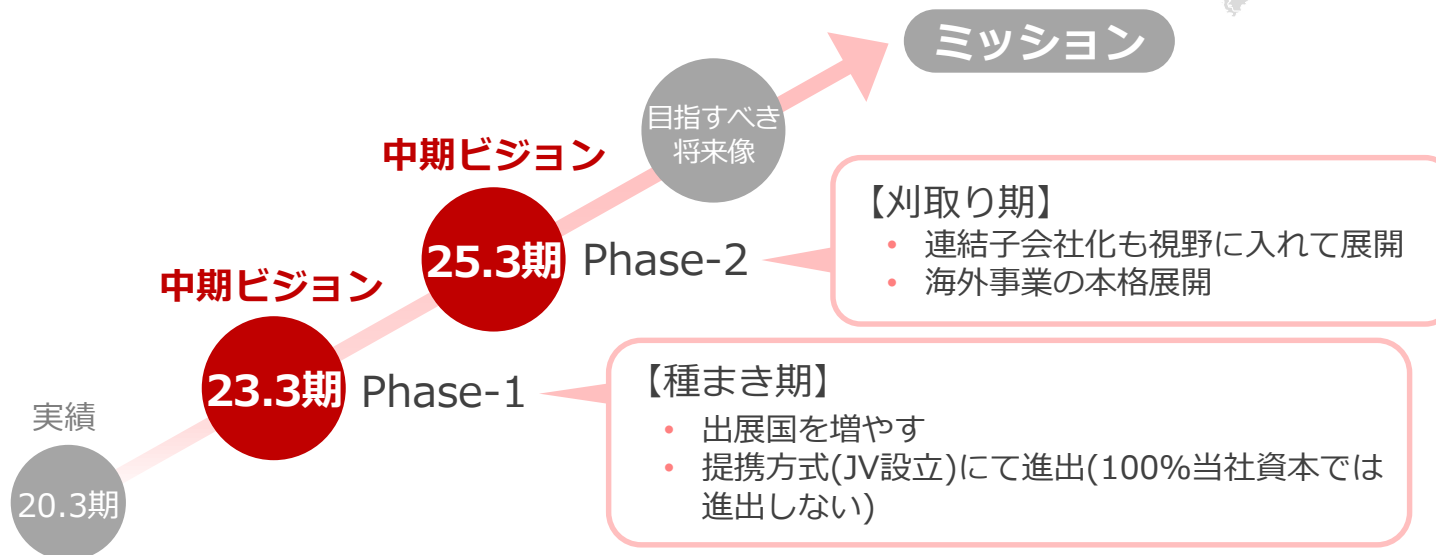 ミッション
目指すべき
将来像
中期ビジョン
25.3期 Phase-2
【刈取り期】
• 連結子会社化も視野に入れて展開
• 海外事業の本格展開
中期ビジョン
23.3期 Phase-1
【種まき期】
• 出展国を増やす
• 提携方式(JV設立)にて進出(100%当社資本では
進出しない)
実績
20.3期